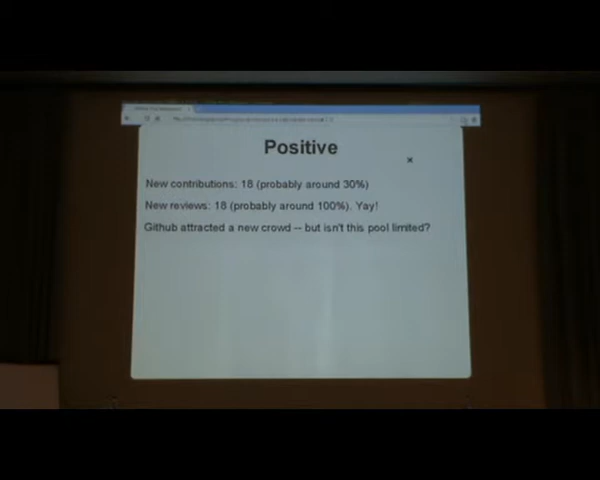 Positive
New contributions: 18 (probably around 30%)
New reviews: 18 (probably around 100%). Yay!
Github attracted a new crowd -- but isn't this pool limited?